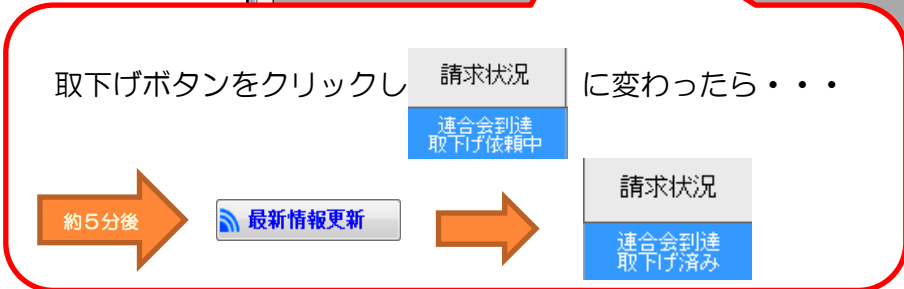 取下げボタンをクリックし 請求状況 に変わったら・・・
連合会到達
取下げ依頼中
約5分後 最新情報更新 請求状況
連合会到達
取下げ済み